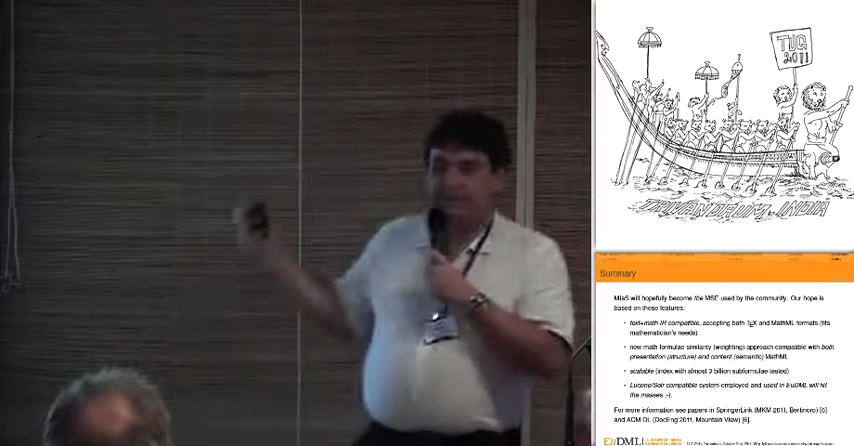 TUG
2011
TRIVANDRUM - INDIA
Summary
MIaS will hopefully become the MSE used by the community. Our hope is
based on those features:
• text+math IR compatible, accepting both TEX and MathML formats (fits
mathematician's needs)
• new math formulae similarity (weighting) approach compatible with both
presentation (structure) and content (semantic) MathML
• scalable (index with almost 3 billion subformulae tested)
• Lucene/Solr compatible system employed and used in EuDML will hit
the masses :-).
For more information see papers in SpringerLink (MKM 2011, Bertinoro) [5]
and ACM DL (DocEng 2011, Mountain View) [6].
EuDML